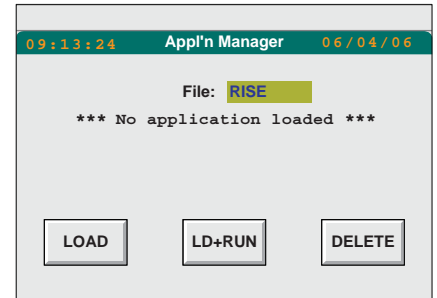 09:13:24 Appl'n Manager 06/04/06
File: RISE
*** No application loaded ***
LOAD LD+RUN DELETE